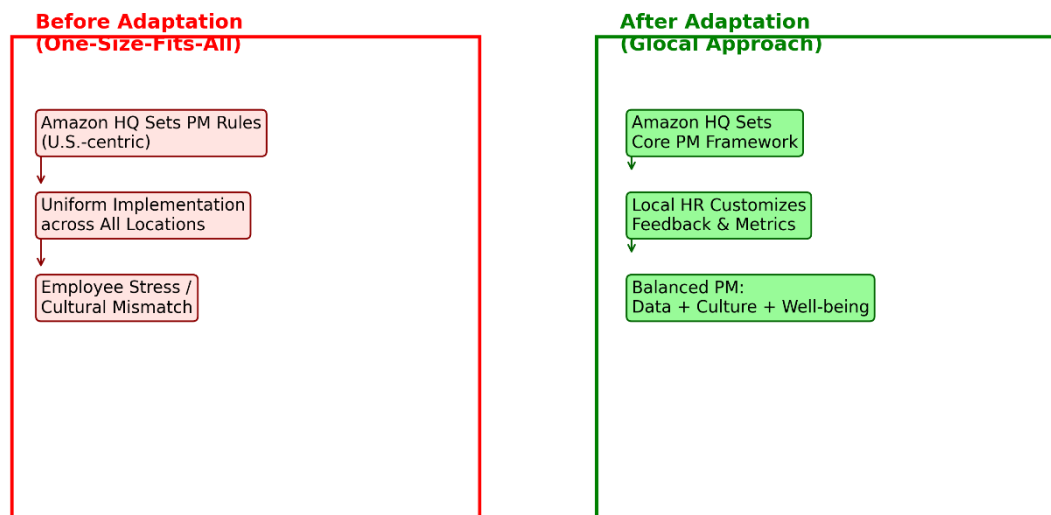 Before Adaptation
(One-Size-Fits-All)
Amazon HQ Sets PM Rules
(U.S.-centric)
Uniform Implementation
across All Locations
Employee Stress /
Cultural Mismatch
After Adaptation
(Glocal Approach)
Amazon HQ Sets
Core PM Framework
Local HR Customizes
Feedback & Metrics
Balanced PM:
Data + Culture + Well-being